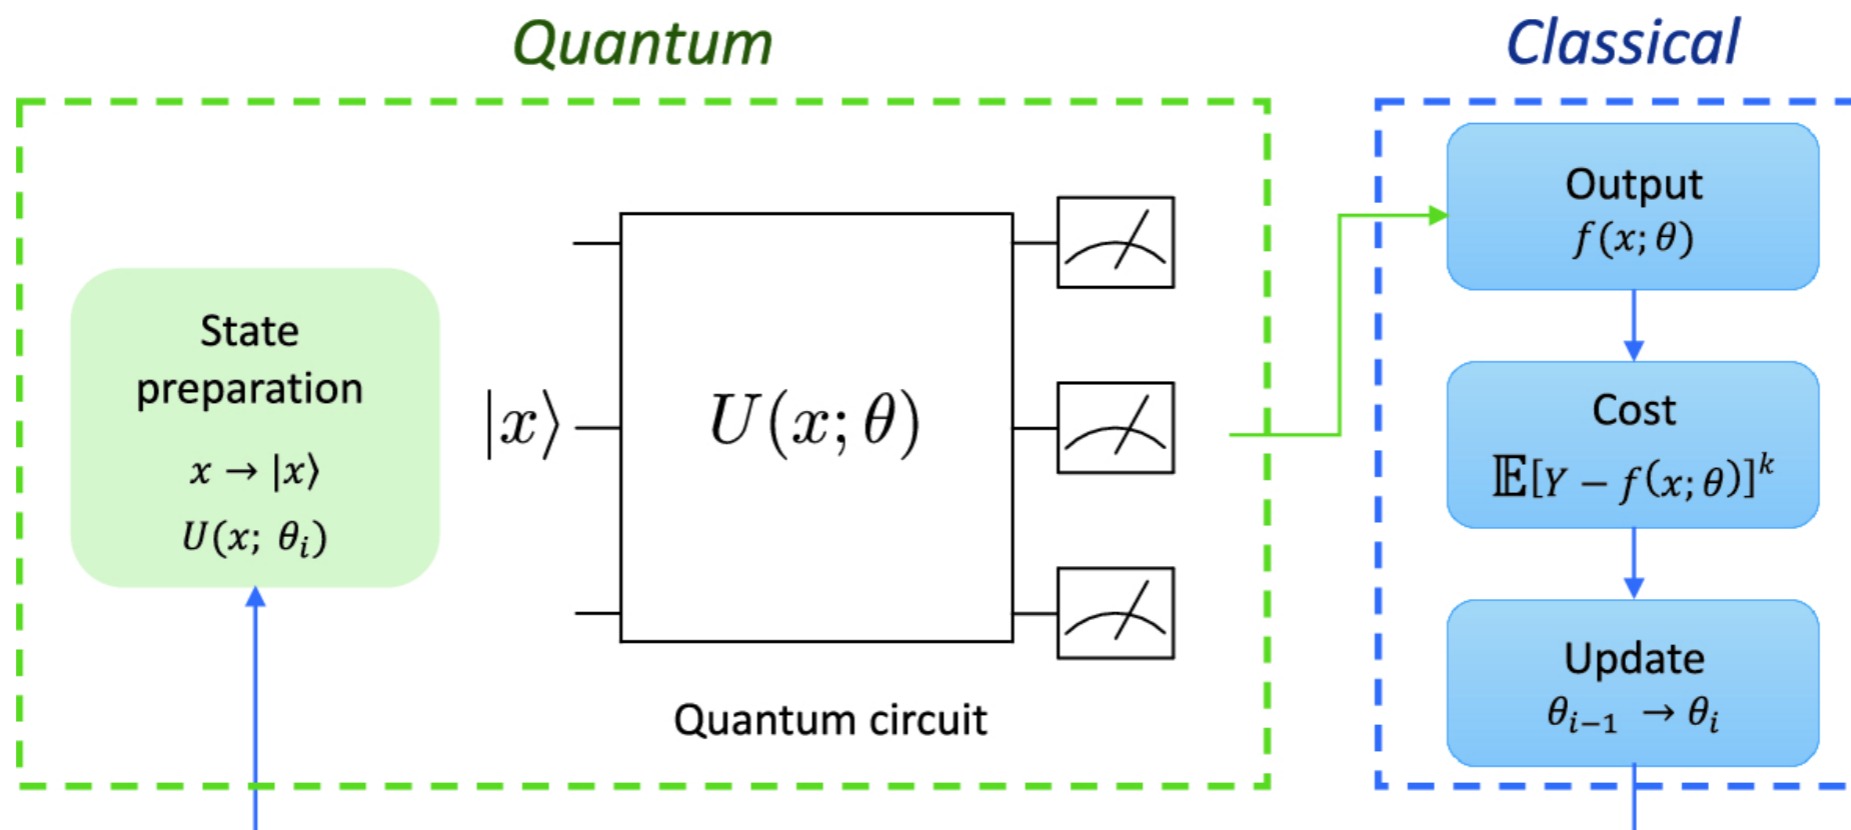 Quantum
Classical
State
preparation
x → |x⟩
U(x; θᵢ)
|x⟩
U(x; θ)
Quantum circuit
Output
f(x; θ)
Cost
𝔼[Y − f(x; θ)]ᵏ
Update
θᵢ₋₁ → θᵢ